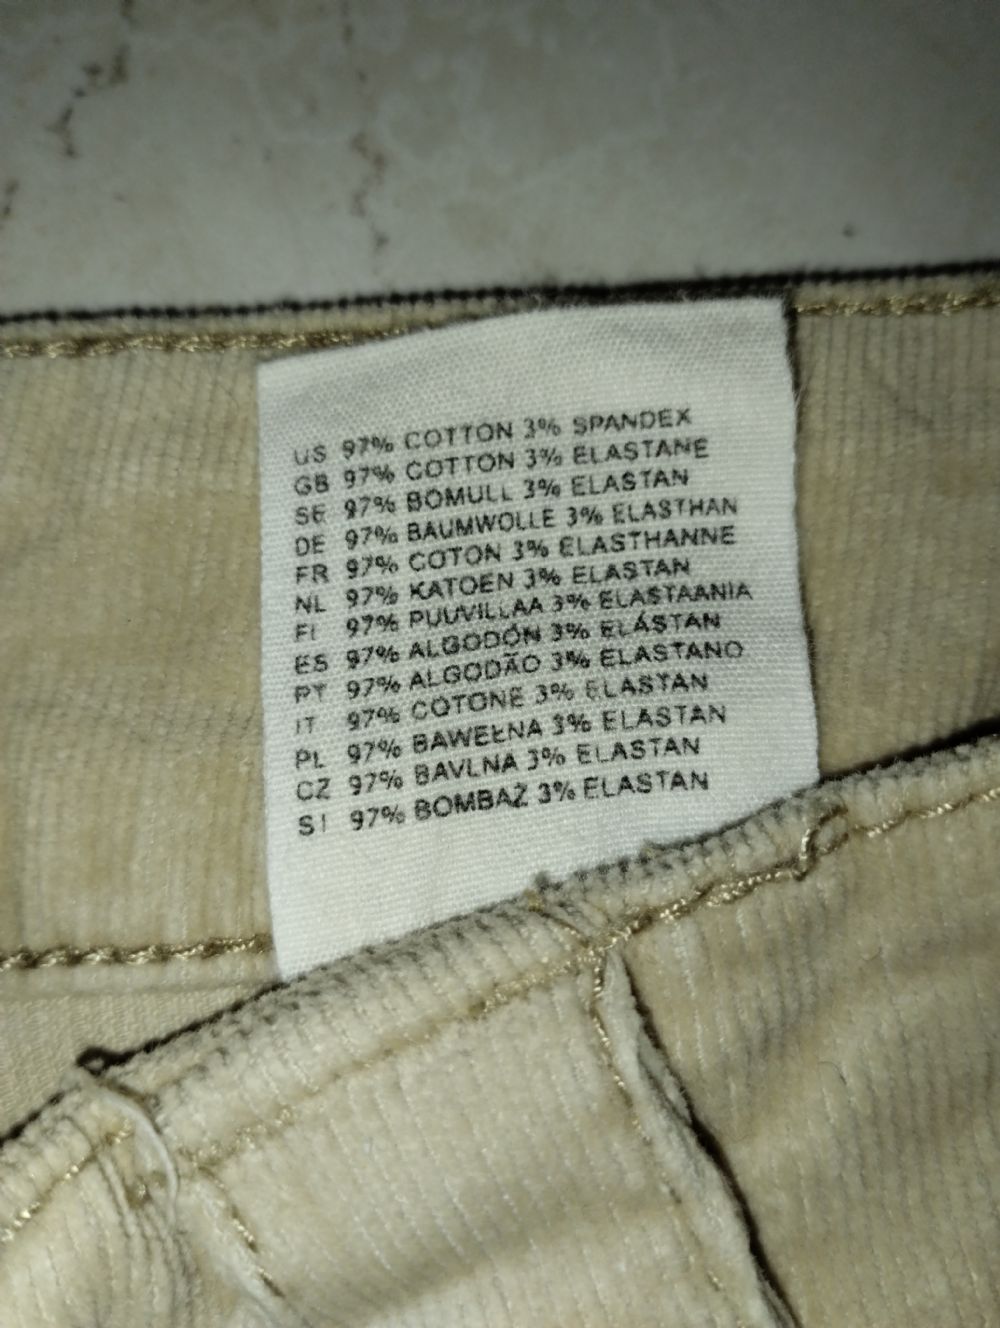 US 97% COTTON 3% SPANDEX
GB 97% COTTON 3% ELASTANE
SE 97% BOMULL 3% ELASTAN
DE 97% BAUMWOLLE 3% ELASTHAN
FR 97% COTON 3% ELASTHANNE
NL 97% KATOEN 3% ELASTAN
FI 97% PUUVILLAA 3% ELASTAANIA
ES 97% ALGODÓN 3% ELÁSTAN
PT 97% ALGODÃO 3% ELASTANO
IT 97% COTONE 3% ELASTAN
PL 97% BAWEŁNA 3% ELASTAN
CZ 97% BAVLNA 3% ELASTAN
SI 97% BOMBAŽ 3% ELASTAN